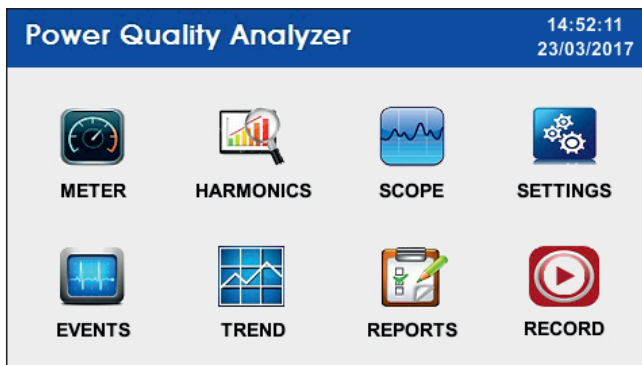 Power Quality Analyzer
14:52:11
23/03/2017
METER
HARMONICS
SCOPE
SETTINGS
EVENTS
TREND
REPORTS
RECORD